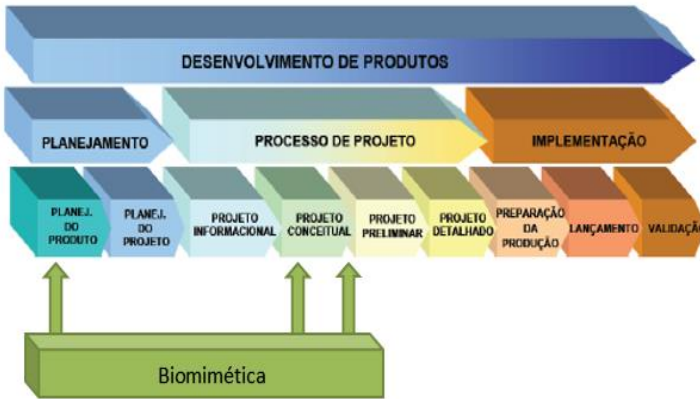 DESENVOLVIMENTO DE PRODUTOS
PLANEJAMENTO
PROCESSO DE PROJETO
IMPLEMENTAÇÃO
PLANEJ.
DO
PRODUTO
PLANEJ.
DO
PROJETO
PROJETO
INFORMACIONAL
PROJETO
CONCEITUAL
PROJETO
PRELIMINAR
PROJETO
DETALHADO
PREPARAÇÃO
DA
PRODUÇÃO
LANÇAMENTO
VALIDAÇÃO
Biomimética